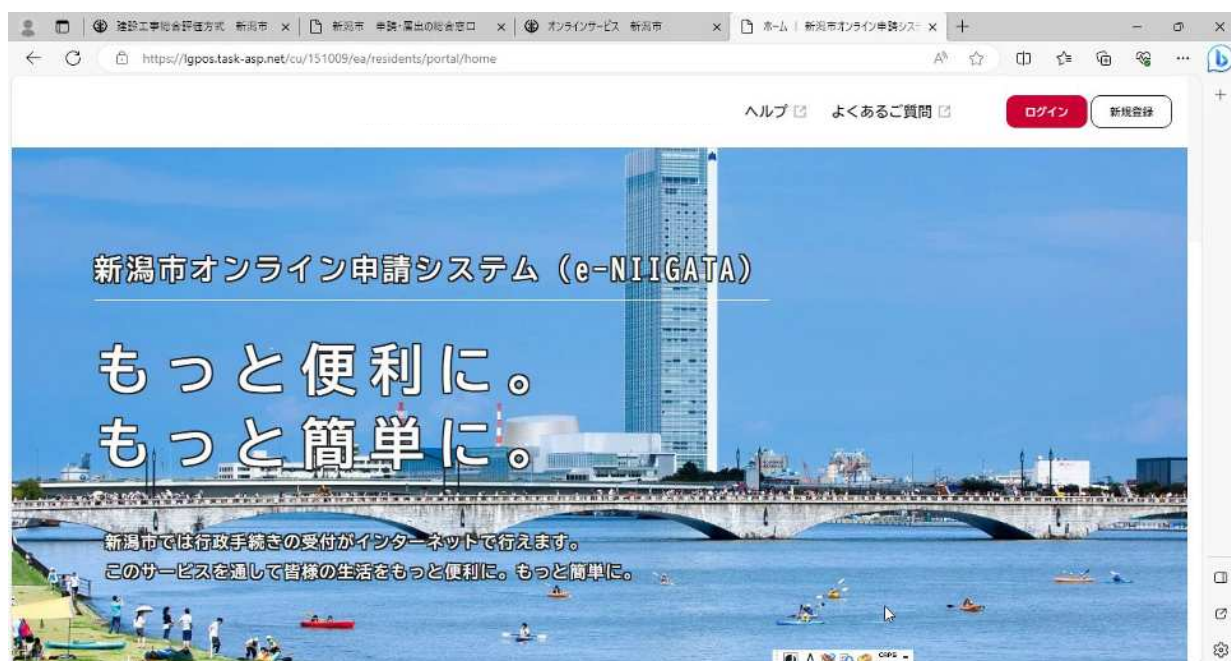 建設工事総合評価方式 新潟市
新潟市 申請・届出の総合窓口
オンラインサービス 新潟市
ホーム | 新潟市オンライン申請シス
https://lgpos.task-asp.net/cu/151009/ea/residents/portal/home
ヘルプ
よくあるご質問
ログイン
新規登録
新潟市オンライン申請システム（e-NIIGATA）
もっと便利に。
もっと簡単に。
新潟市では行政手続きの受付がインターネットで行えます。
このサービスを通して皆様の生活をもっと便利に。もっと簡単に。
A
CAPS